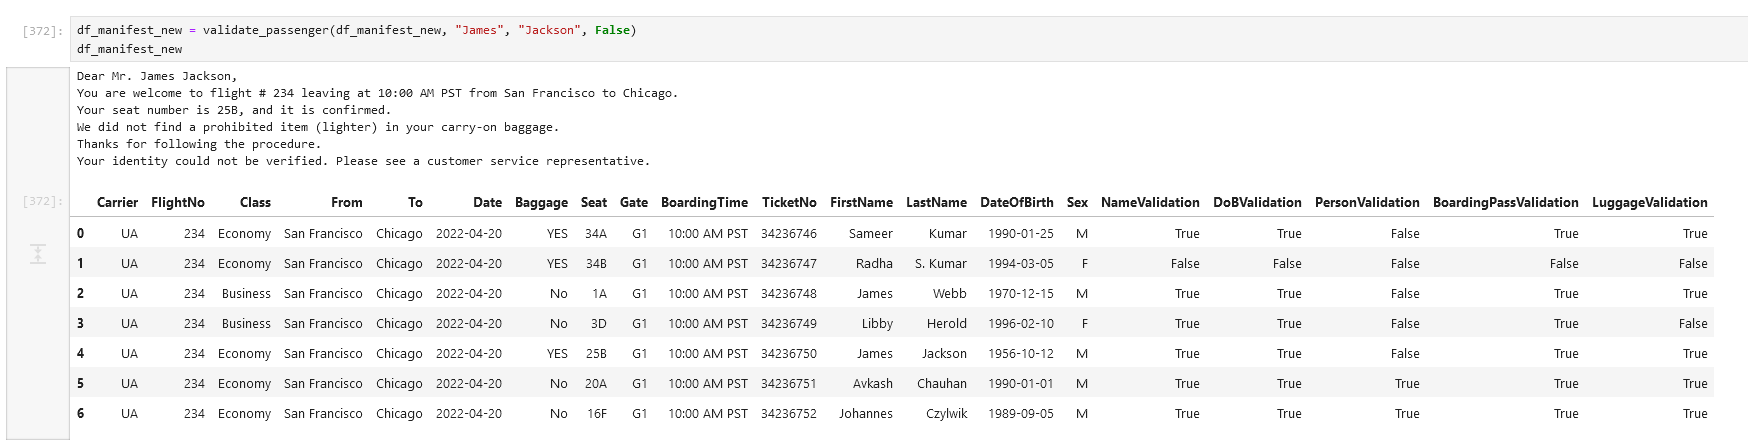 [372]: df_manifest_new = validate_passenger(df_manifest_new, "James", "Jackson", False)
df_manifest_new
Dear Mr. James Jackson,
You are welcome to flight # 234 leaving at 10:00 AM PST from San Francisco to Chicago.
Your seat number is 25B, and it is confirmed.
We did not find a prohibited item (lighter) in your carry-on baggage.
Thanks for following the procedure.
Your identity could not be verified. Please see a customer service representative.
[372]: Carrier FlightNo Class From To Date Baggage Seat Gate BoardingTime TicketNo FirstName LastName DateOfBirth Sex NameValidation DoBValidation PersonValidation BoardingPassValidation LuggageValidation
0 UA 234 Economy San Francisco Chicago 2022-04-20 YES 34A G1 10:00 AM PST 34236746 Sameer Kumar 1990-01-25 M True True False True True
1 UA 234 Economy San Francisco Chicago 2022-04-20 YES 34B G1 10:00 AM PST 34236747 Radha S. Kumar 1994-03-05 F False False False False False
2 UA 234 Business San Francisco Chicago 2022-04-20 No 1A G1 10:00 AM PST 34236748 James Webb 1970-12-15 M True True False True True
3 UA 234 Business San Francisco Chicago 2022-04-20 No 3D G1 10:00 AM PST 34236749 Libby Herold 1996-02-10 F True True False True False
4 UA 234 Economy San Francisco Chicago 2022-04-20 YES 25B G1 10:00 AM PST 34236750 James Jackson 1956-10-12 M True True False True True
5 UA 234 Economy San Francisco Chicago 2022-04-20 No 20A G1 10:00 AM PST 34236751 Avkash Chauhan 1990-01-01 M True True True True True
6 UA 234 Economy San Francisco Chicago 2022-04-20 No 16F G1 10:00 AM PST 34236752 Johannes Czylwik 1989-09-05 M True True True True True